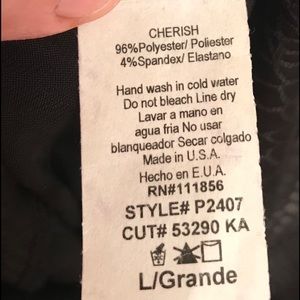 CHERISH
96%Polyester/ Poliester
4%Spandex/ Elastano
Hand wash in cold water
Do not bleach Line dry
Lavar a mano en
agua fria No usar
blanqueador Secar colgado
Made in U.S.A.
Hecho en E.U.A.
RN#111856
STYLE# P2407
CUT# 53290 KA
L/Grande